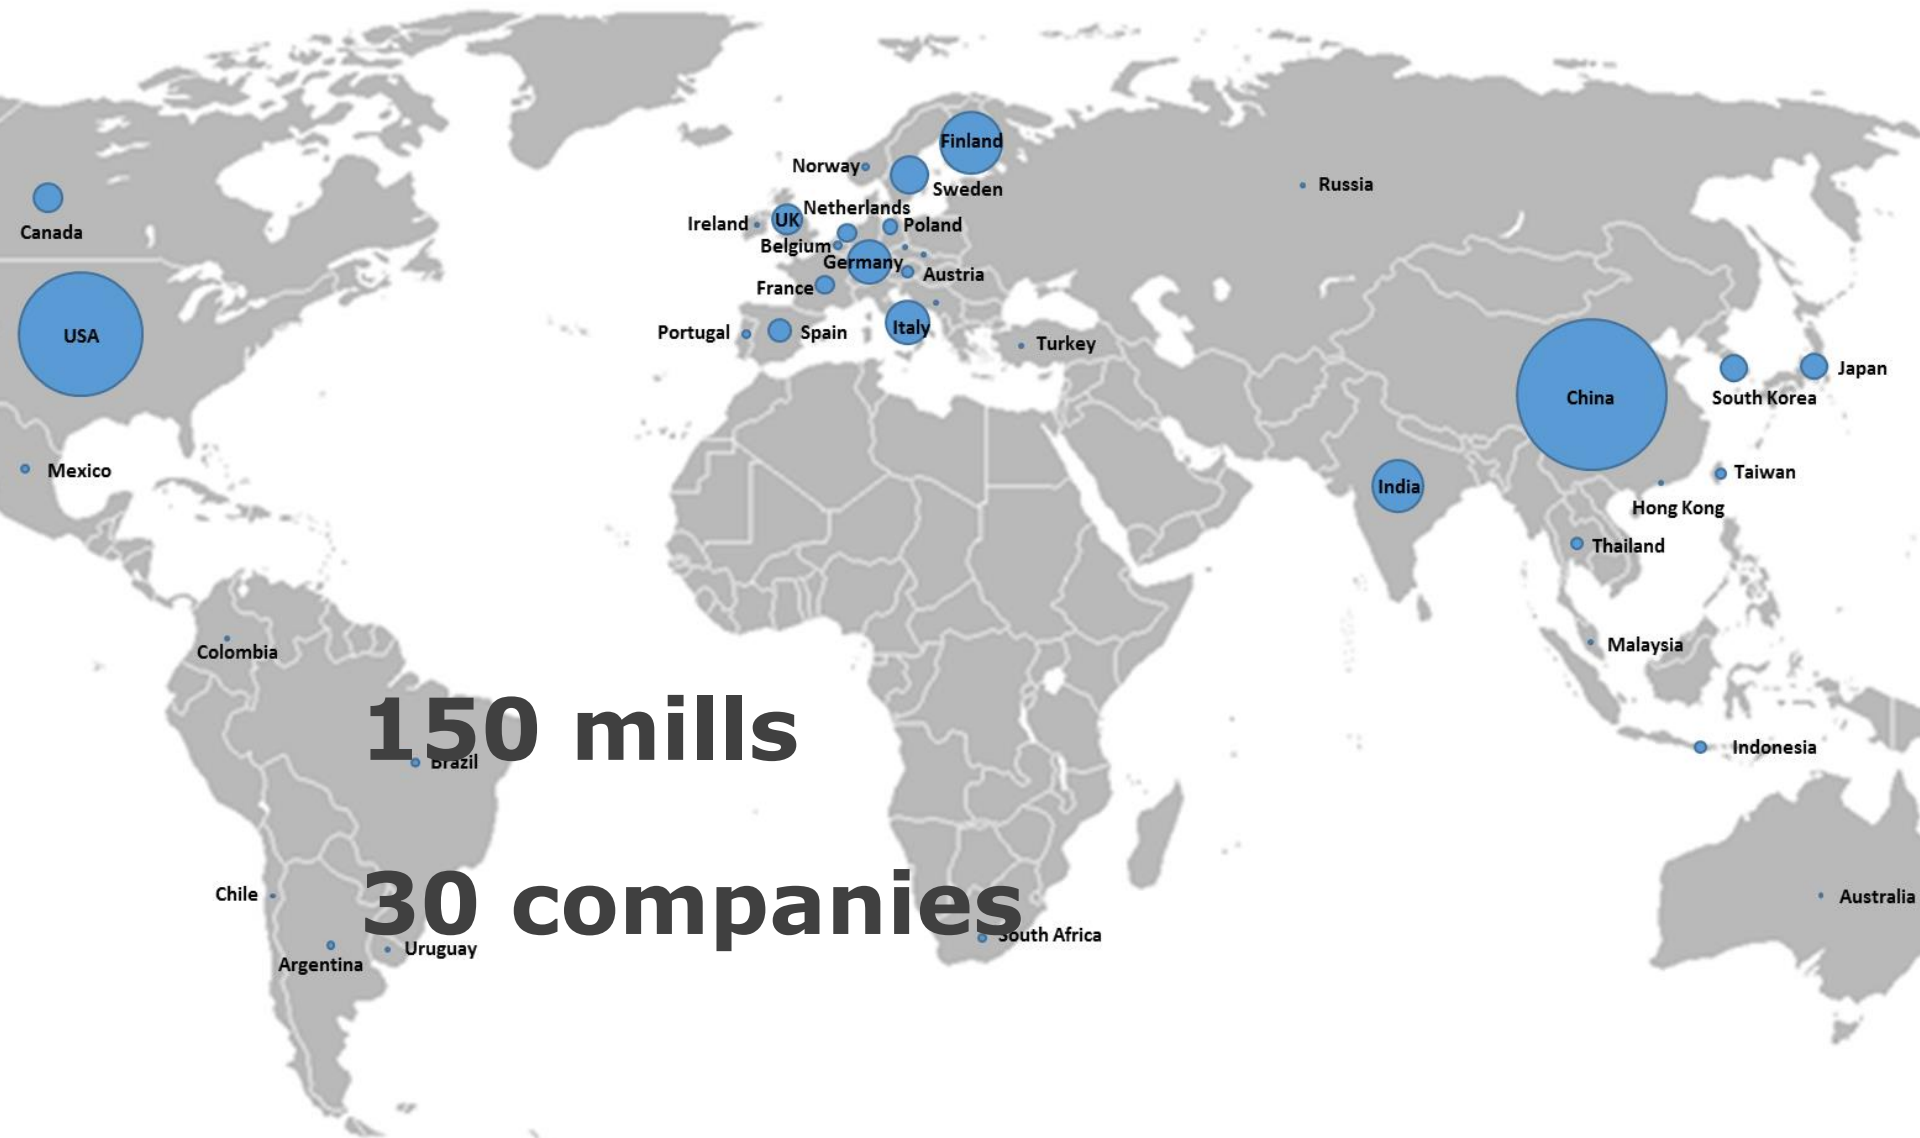 Finland
Norway
Sweden
Russia
Netherlands
Ireland
UK
Poland
Canada
Belgium
Germany
Austria
France
USA
Portugal
Spain
Italy
Turkey
Japan
China
South Korea
Mexico
Taiwan
India
Hong Kong
Thailand
Colombia
Malaysia
150 mills
Brazil
Indonesia
Chile
30 companies
Australia
Uruguay
South Africa
Argentina